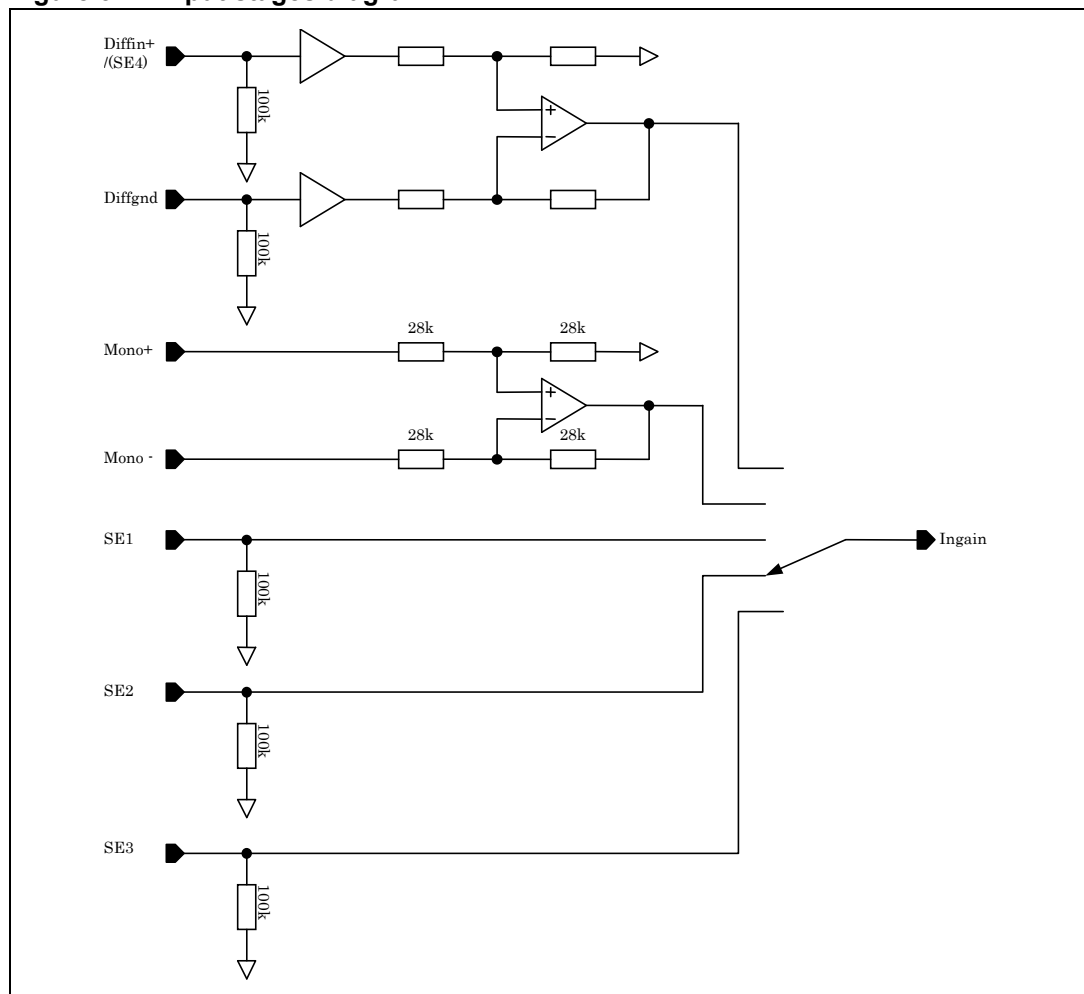 Diffin+
/(SE4)
100k
+
−
Diffgnd
100k
28k 28k
Mono+
+
−
28k 28k
Mono -
SE1
Ingain
100k
SE2
100k
SE3
100k